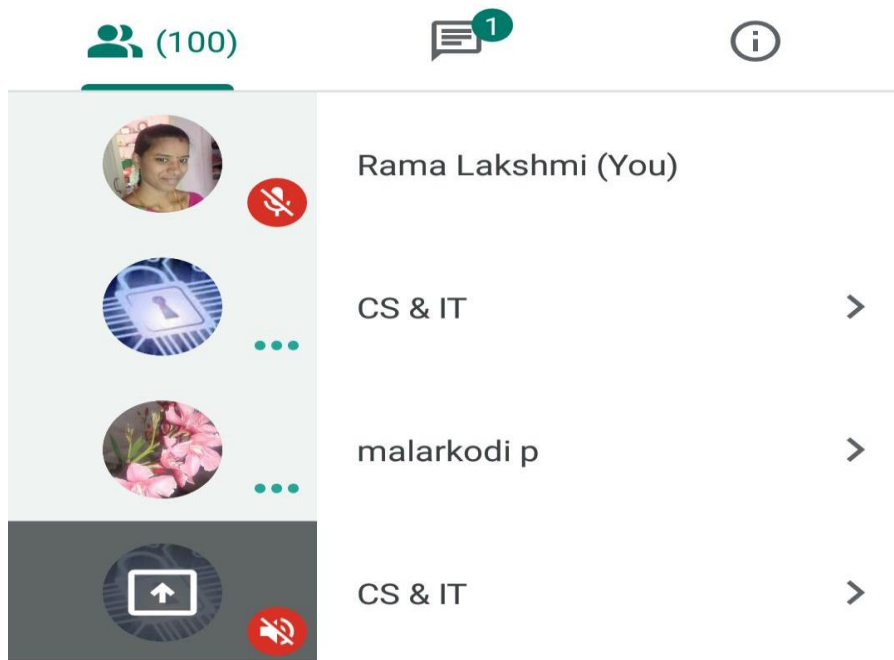 (100)
1
Rama Lakshmi (You)
CS & IT
malarkodi p
CS & IT